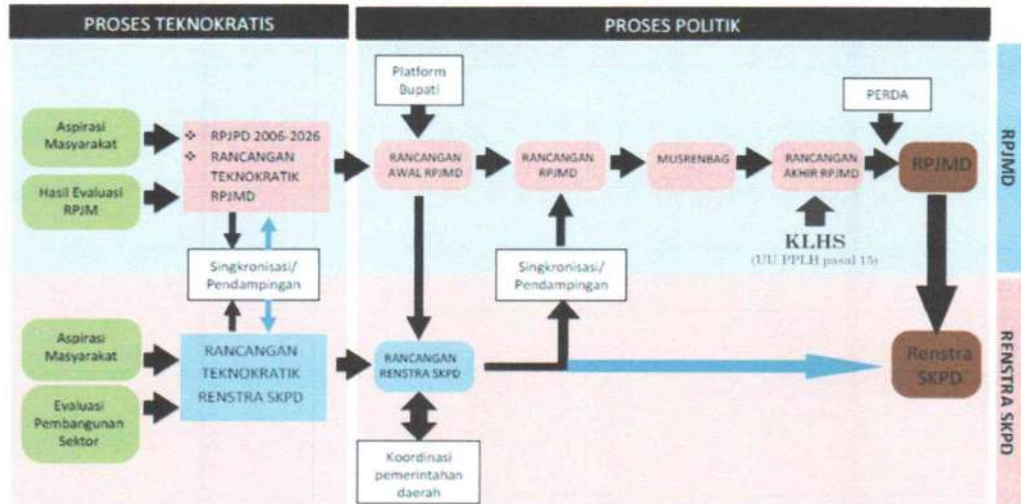 PROSES TEKNOKRATIS
PROSES POLITIK
Platform
Bupati
PERDA
Aspirasi
Masyarakat
Hasil Evaluasi
RPJM
❖ RPJPD 2006-2026
❖ RANCANGAN
TEKNOKRATIK
RPJMD
RANCANGAN
AWAL RPJMD
RANCANGAN
RPJMD
MUSRENBAG
RANCANGAN
AKHIR RPJMD
RPJMD
RPJMD
KLHS
(UU PPLH pasal 15)
Singkronisasi/
Pendampingan
Singkronisasi/
Pendampingan
Aspirasi
Masyarakat
Evaluasi
Pembangunan
Sektor
RANCANGAN
TEKNOKRATIK
RENSTRA SKPD
RANCANGAN
RENSTRA SKPD
Renstra
SKPD
RENSTRA SKPD
Koordinasi
pemerintahan
daerah